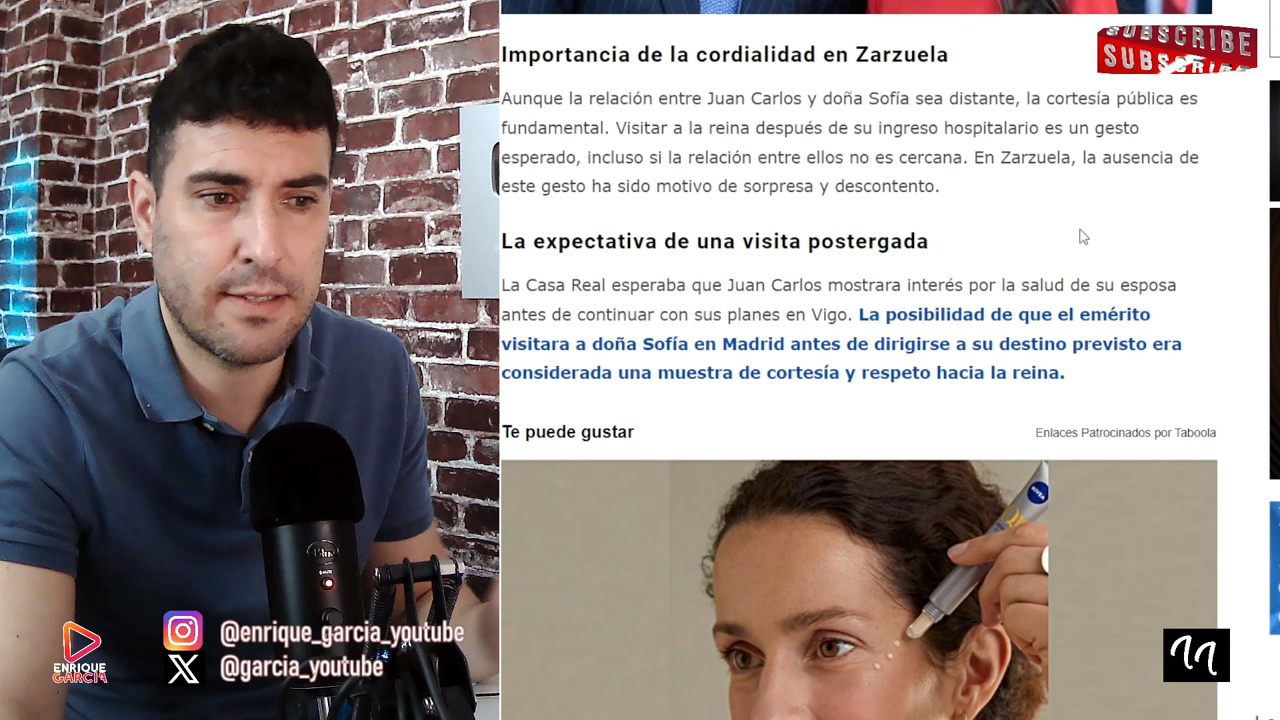 SUBSCRIBE
SUBSCRIBE
Importancia de la cordialidad en Zarzuela
Aunque la relación entre Juan Carlos y doña Sofía sea distante, la cortesía pública es
fundamental. Visitar a la reina después de su ingreso hospitalario es un gesto
esperado, incluso si la relación entre ellos no es cercana. En Zarzuela, la ausencia de
este gesto ha sido motivo de sorpresa y descontento.
La expectativa de una visita postergada
La Casa Real esperaba que Juan Carlos mostrara interés por la salud de su esposa
antes de continuar con sus planes en Vigo. La posibilidad de que el emérito
visitara a doña Sofía en Madrid antes de dirigirse a su destino previsto era
considerada una muestra de cortesía y respeto hacia la reina.
Te puede gustar
Enlaces Patrocinados por Taboola
NIVEA
Blue
@enrique_garcia_youtube
@garcia_youtube
ENRIQUE
GARCIA